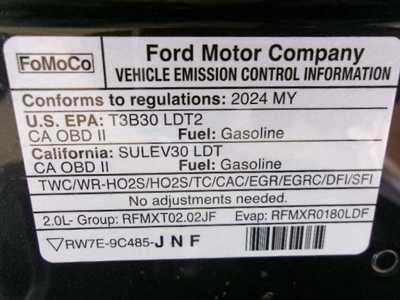 FoMoCo
Ford Motor Company
VEHICLE EMISSION CONTROL INFORMATION
Conforms to regulations: 2024 MY
U.S. EPA: T3B30 LDT2
CA OBD II Fuel: Gasoline
California: SULEV30 LDT
CA OBD II Fuel: Gasoline
TWC/WR-HO2S/HO2S/TC/CAC/EGR/EGRC/DFI/SFI
No adjustments needed.
2.0L- Group: RFMXT02.02JF Evap: RFMXR0180LDF
RW7E-9C485-J N F